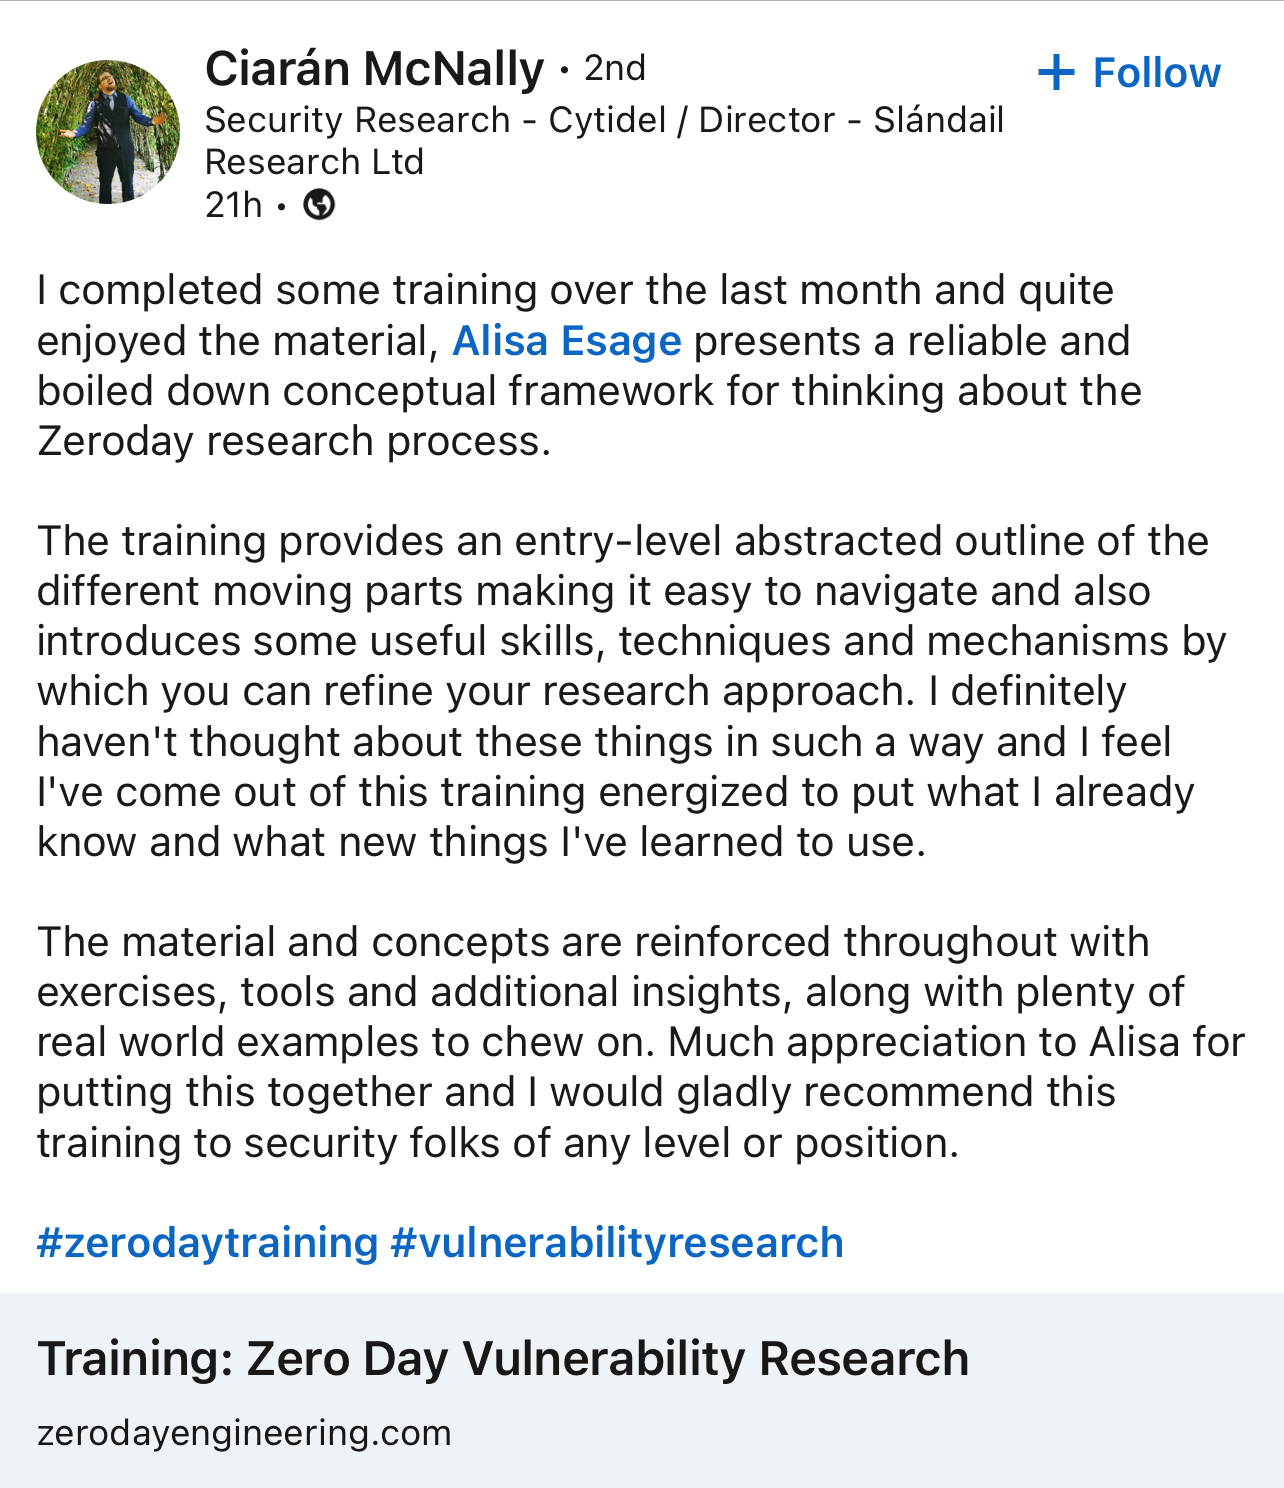 Ciarán McNally · 2nd
+ Follow
Security Research - Cytidel / Director - Slándail
Research Ltd
21h ·
I completed some training over the last month and quite
enjoyed the material, Alisa Esage presents a reliable and
boiled down conceptual framework for thinking about the
Zeroday research process.
The training provides an entry-level abstracted outline of the
different moving parts making it easy to navigate and also
introduces some useful skills, techniques and mechanisms by
which you can refine your research approach. I definitely
haven't thought about these things in such a way and I feel
I've come out of this training energized to put what I already
know and what new things I've learned to use.
The material and concepts are reinforced throughout with
exercises, tools and additional insights, along with plenty of
real world examples to chew on. Much appreciation to Alisa for
putting this together and I would gladly recommend this
training to security folks of any level or position.
#zerodaytraining #vulnerabilityresearch
Training: Zero Day Vulnerability Research
zerodayengineering.com